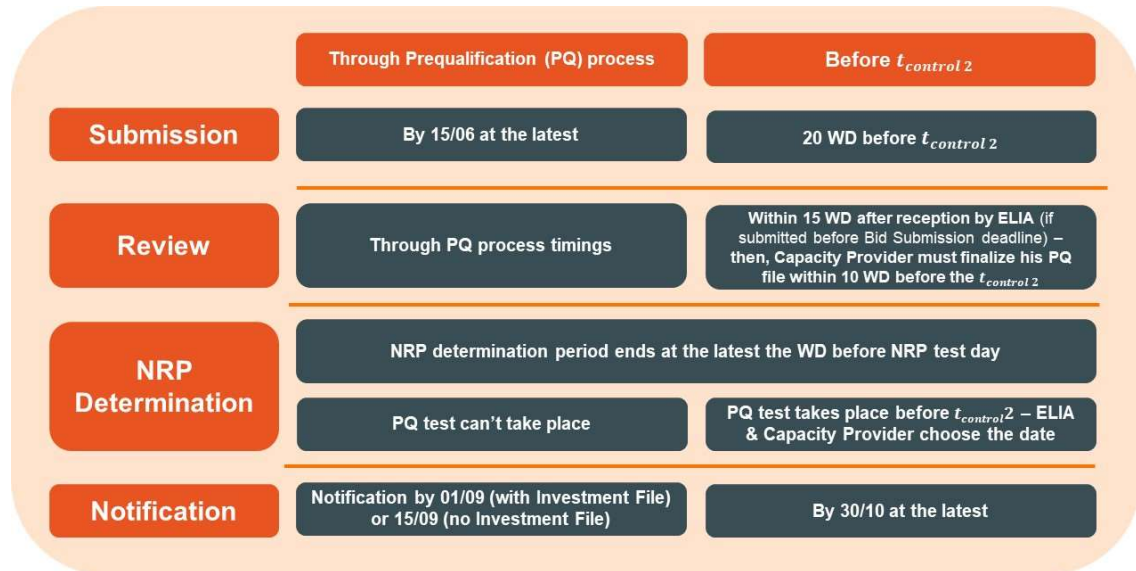 Through Prequalification (PQ) process
Before t_control 2
Submission
By 15/06 at the latest
20 WD before t_control 2
Review
Through PQ process timings
Within 15 WD after reception by ELIA (if
submitted before Bid Submission deadline) –
then, Capacity Provider must finalize his PQ
file within 10 WD before the t_control 2
NRP
Determination
NRP determination period ends at the latest the WD before NRP test day
PQ test can't take place
PQ test takes place before t_control2 – ELIA
& Capacity Provider choose the date
Notification
Notification by 01/09 (with Investment File)
or 15/09 (no Investment File)
By 30/10 at the latest